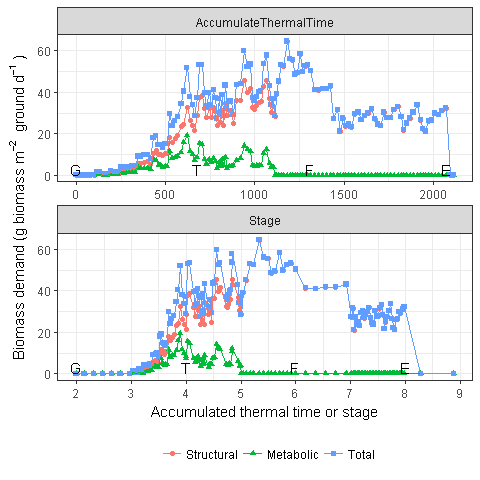 AccumulateThermalTime
60
40
20
0
G T F E
0 500 1000 1500 2000
Stage
60
40
20
0
G T F E
2 3 4 5 6 7 8 9
Biomass demand (g biomass m⁻² ground d⁻¹ )
Accumulated thermal time or stage
Structural Metabolic Total